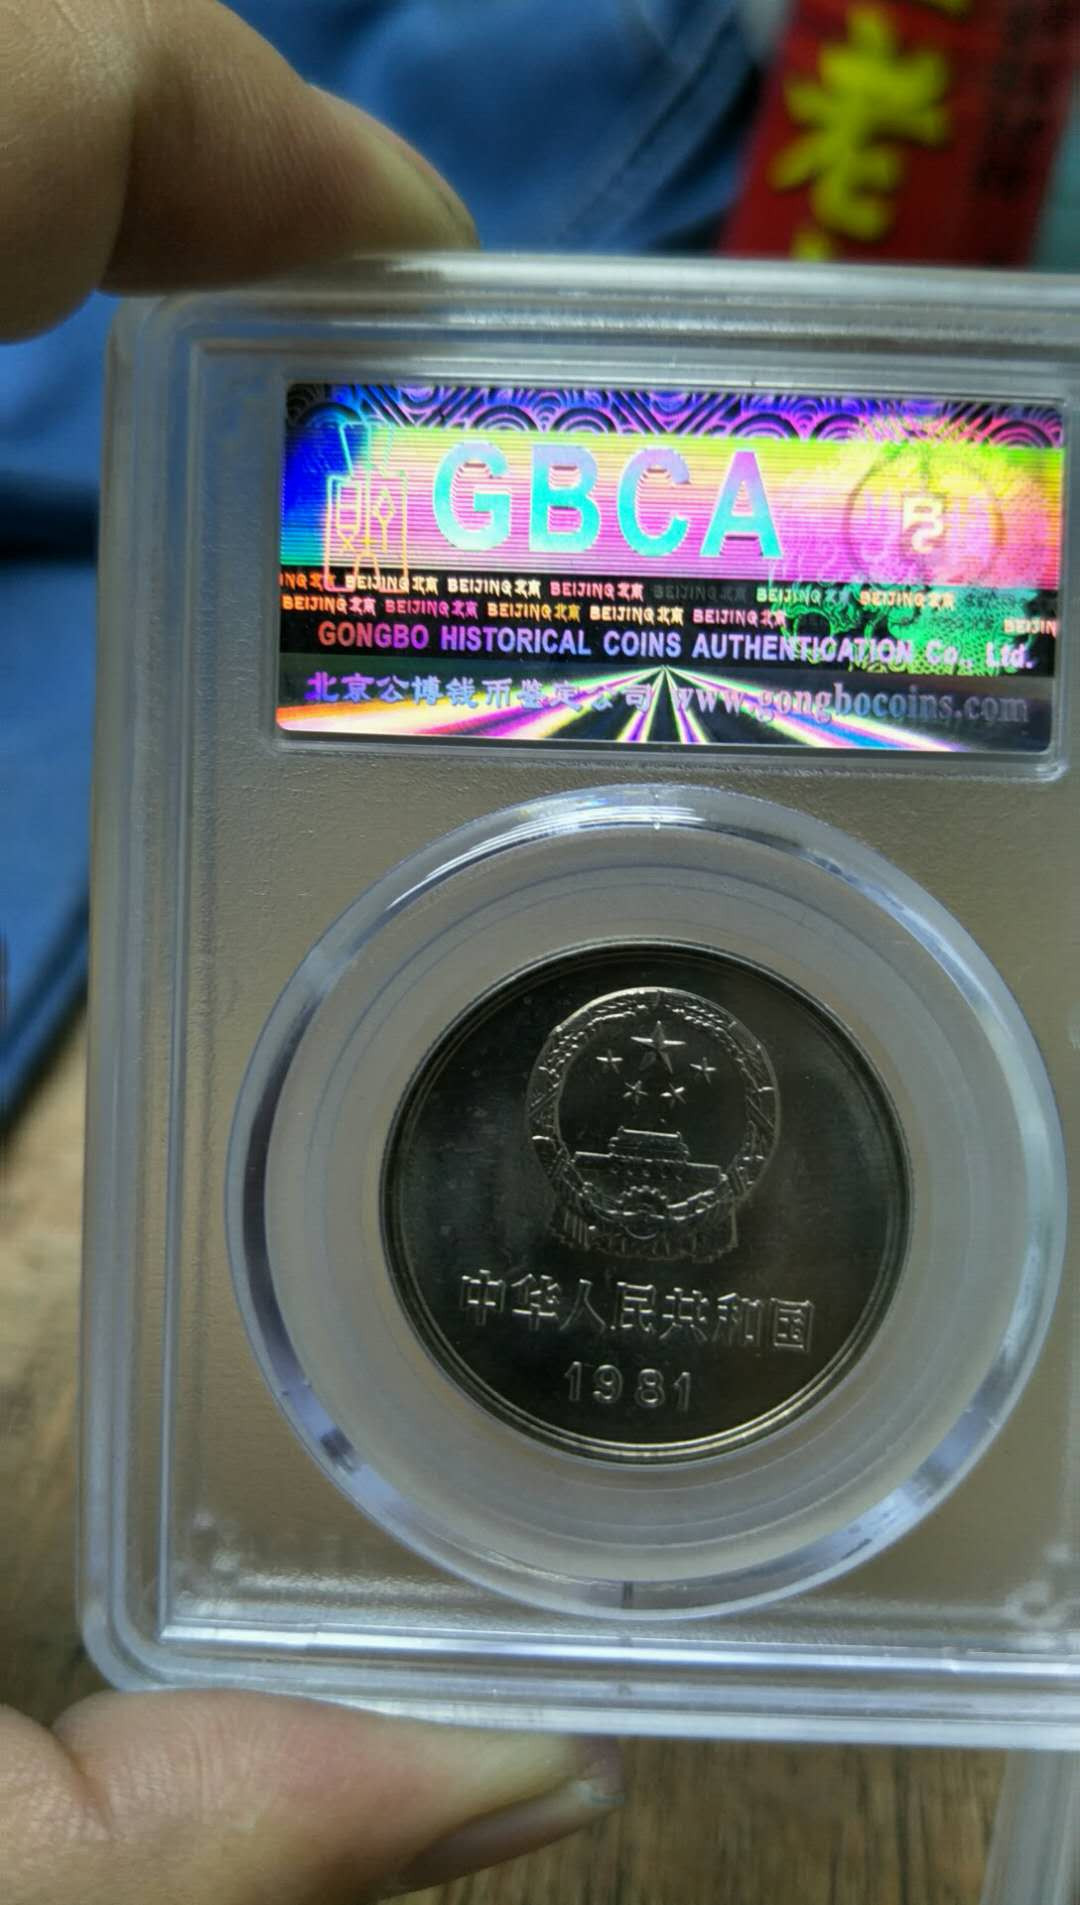 老
GBCA
BEIJING北京 BEIJING北京 BEIJING北京 BEIJING北京 BEIJING北京 BEIJING北京
BEIJING北京 BEIJING北京 BEIJING北京 BEIJING北京 BEIJING北京 BEIJIN
GONGBO HISTORICAL COINS AUTHENTICATION Co., Ltd.
北京公博钱币鉴定公司 www.gongbocoins.com
中华人民共和国
1981